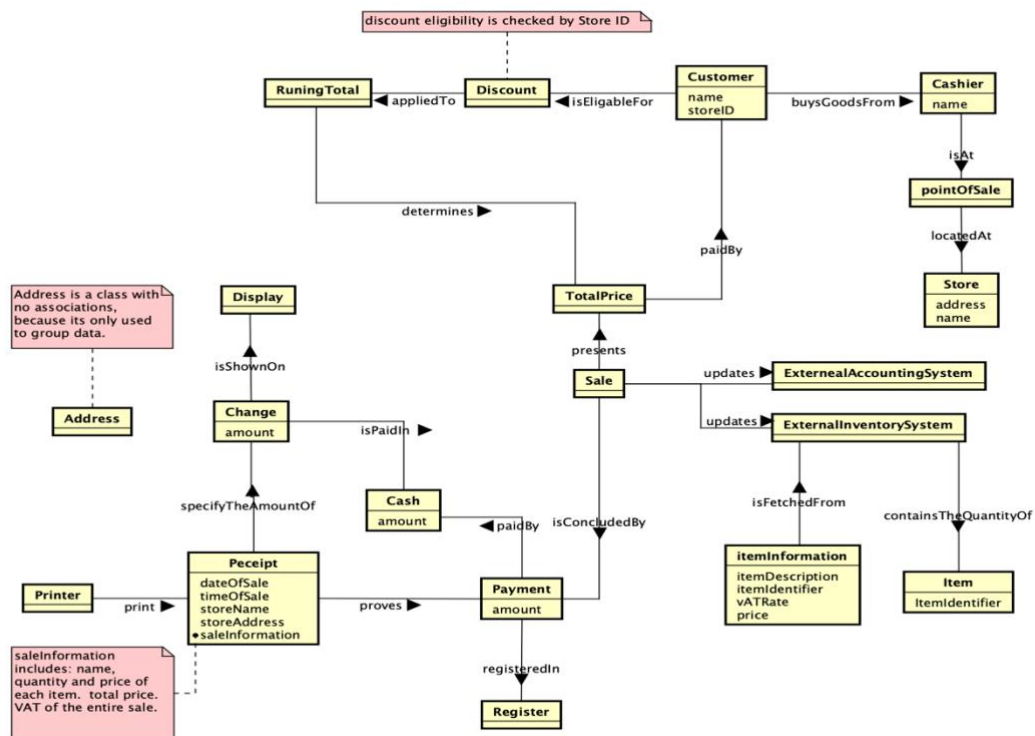 discount eligibility is checked by Store ID
RuningTotal
appliedTo
Discount
isEligableFor
Customer
name
storeID
buysGoodsFrom
Cashier
name
isAt
pointOfSale
determines
locatedAt
paidBy
Store
address
name
Address is a class with
no associations,
because its only used
to group data.
Display
TotalPrice
presents
isShownOn
Sale
updates
ExternealAccountingSystem
Address
Change
amount
isPaidIn
updates
ExternalInventorySystem
Cash
amount
specifyTheAmountOf
paidBy
isConcludedBy
isFetchedFrom
containsTheQuantityOf
Printer
print
Peceipt
dateOfSale
timeOfSale
storeName
storeAddress
saleInformation
proves
Payment
amount
itemInformation
itemDescription
itemIdentifier
vATRate
price
Item
ItemIdentifier
saleInformation
includes: name,
quantity and price of
each item. total price.
VAT of the entire sale.
registeredIn
Register